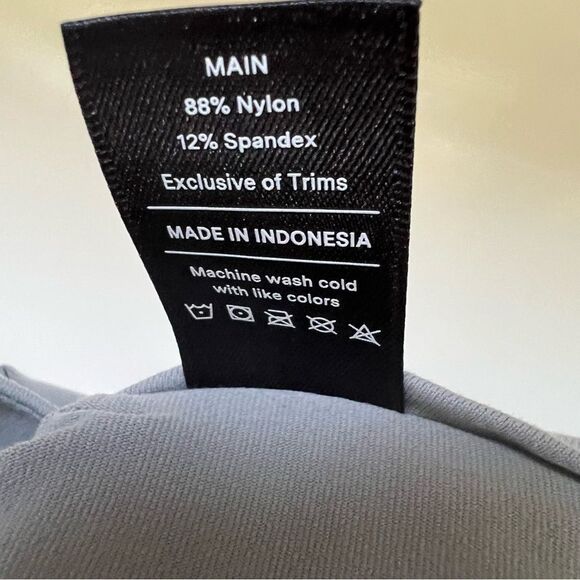 MAIN
88% Nylon
12% Spandex
Exclusive of Trims
MADE IN INDONESIA
Machine wash cold
with like colors